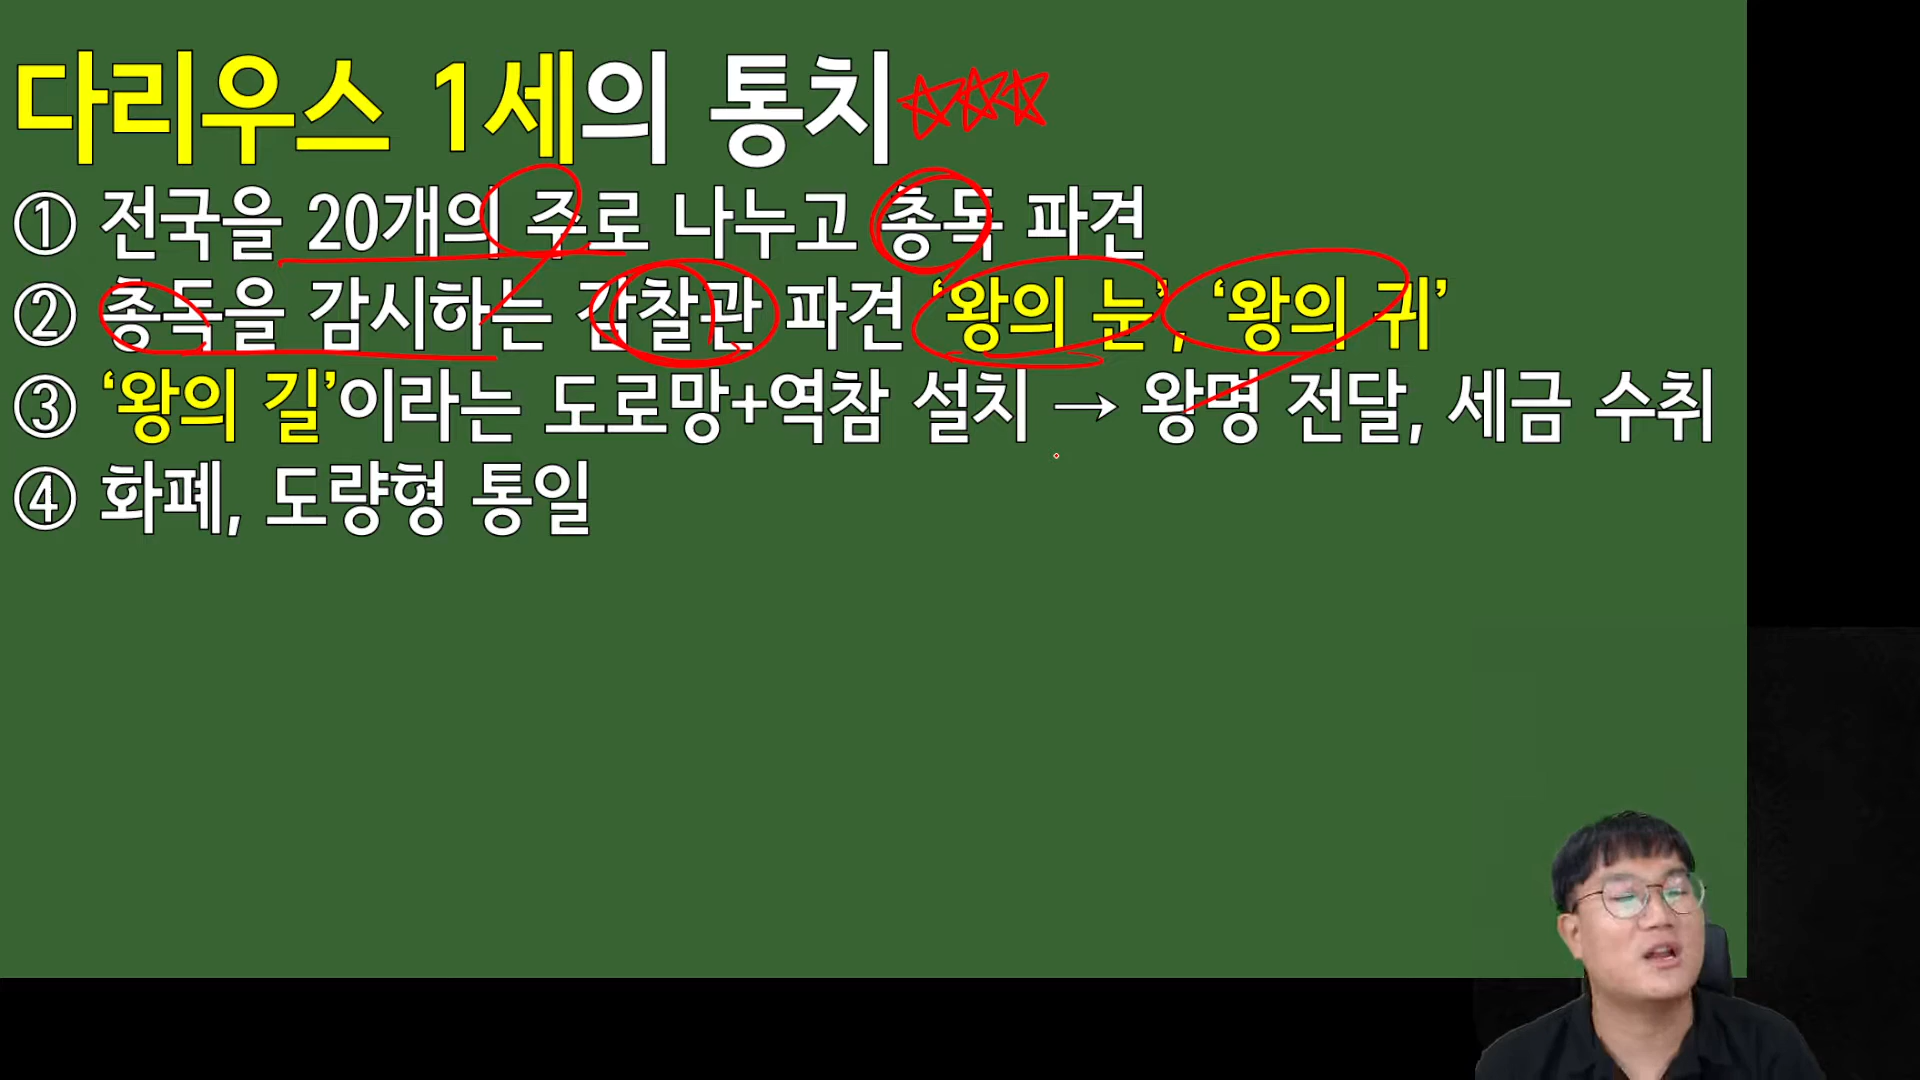 다리우스 1세의 통치
① 전국을 20개의 주로 나누고 총독 파견
② 총독을 감시하는 감찰관 파견 ‘왕의 눈’, ‘왕의 귀’
③ ‘왕의 길’이라는 도로망+역참 설치 → 왕명 전달, 세금 수취
④ 화폐, 도량형 통일